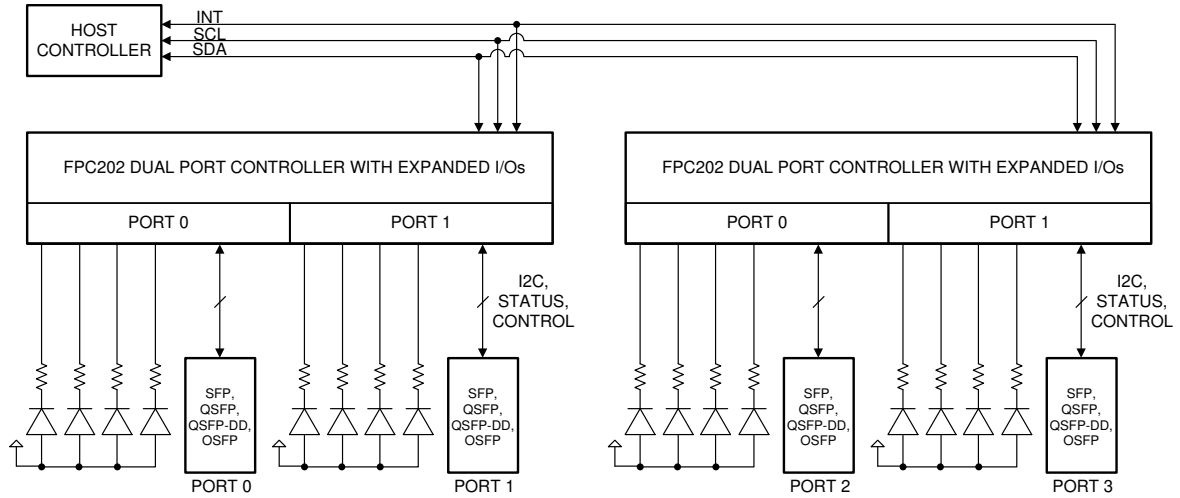 HOST
CONTROLLER
INT
SCL
SDA
FPC202 DUAL PORT CONTROLLER WITH EXPANDED I/Os
PORT 0
PORT 1
FPC202 DUAL PORT CONTROLLER WITH EXPANDED I/Os
PORT 0
PORT 1
I2C,
STATUS,
CONTROL
I2C,
STATUS,
CONTROL
SFP,
QSFP,
QSFP-DD,
OSFP
PORT 0
SFP,
QSFP,
QSFP-DD,
OSFP
PORT 1
SFP,
QSFP,
QSFP-DD,
OSFP
PORT 2
SFP,
QSFP,
QSFP-DD,
OSFP
PORT 3